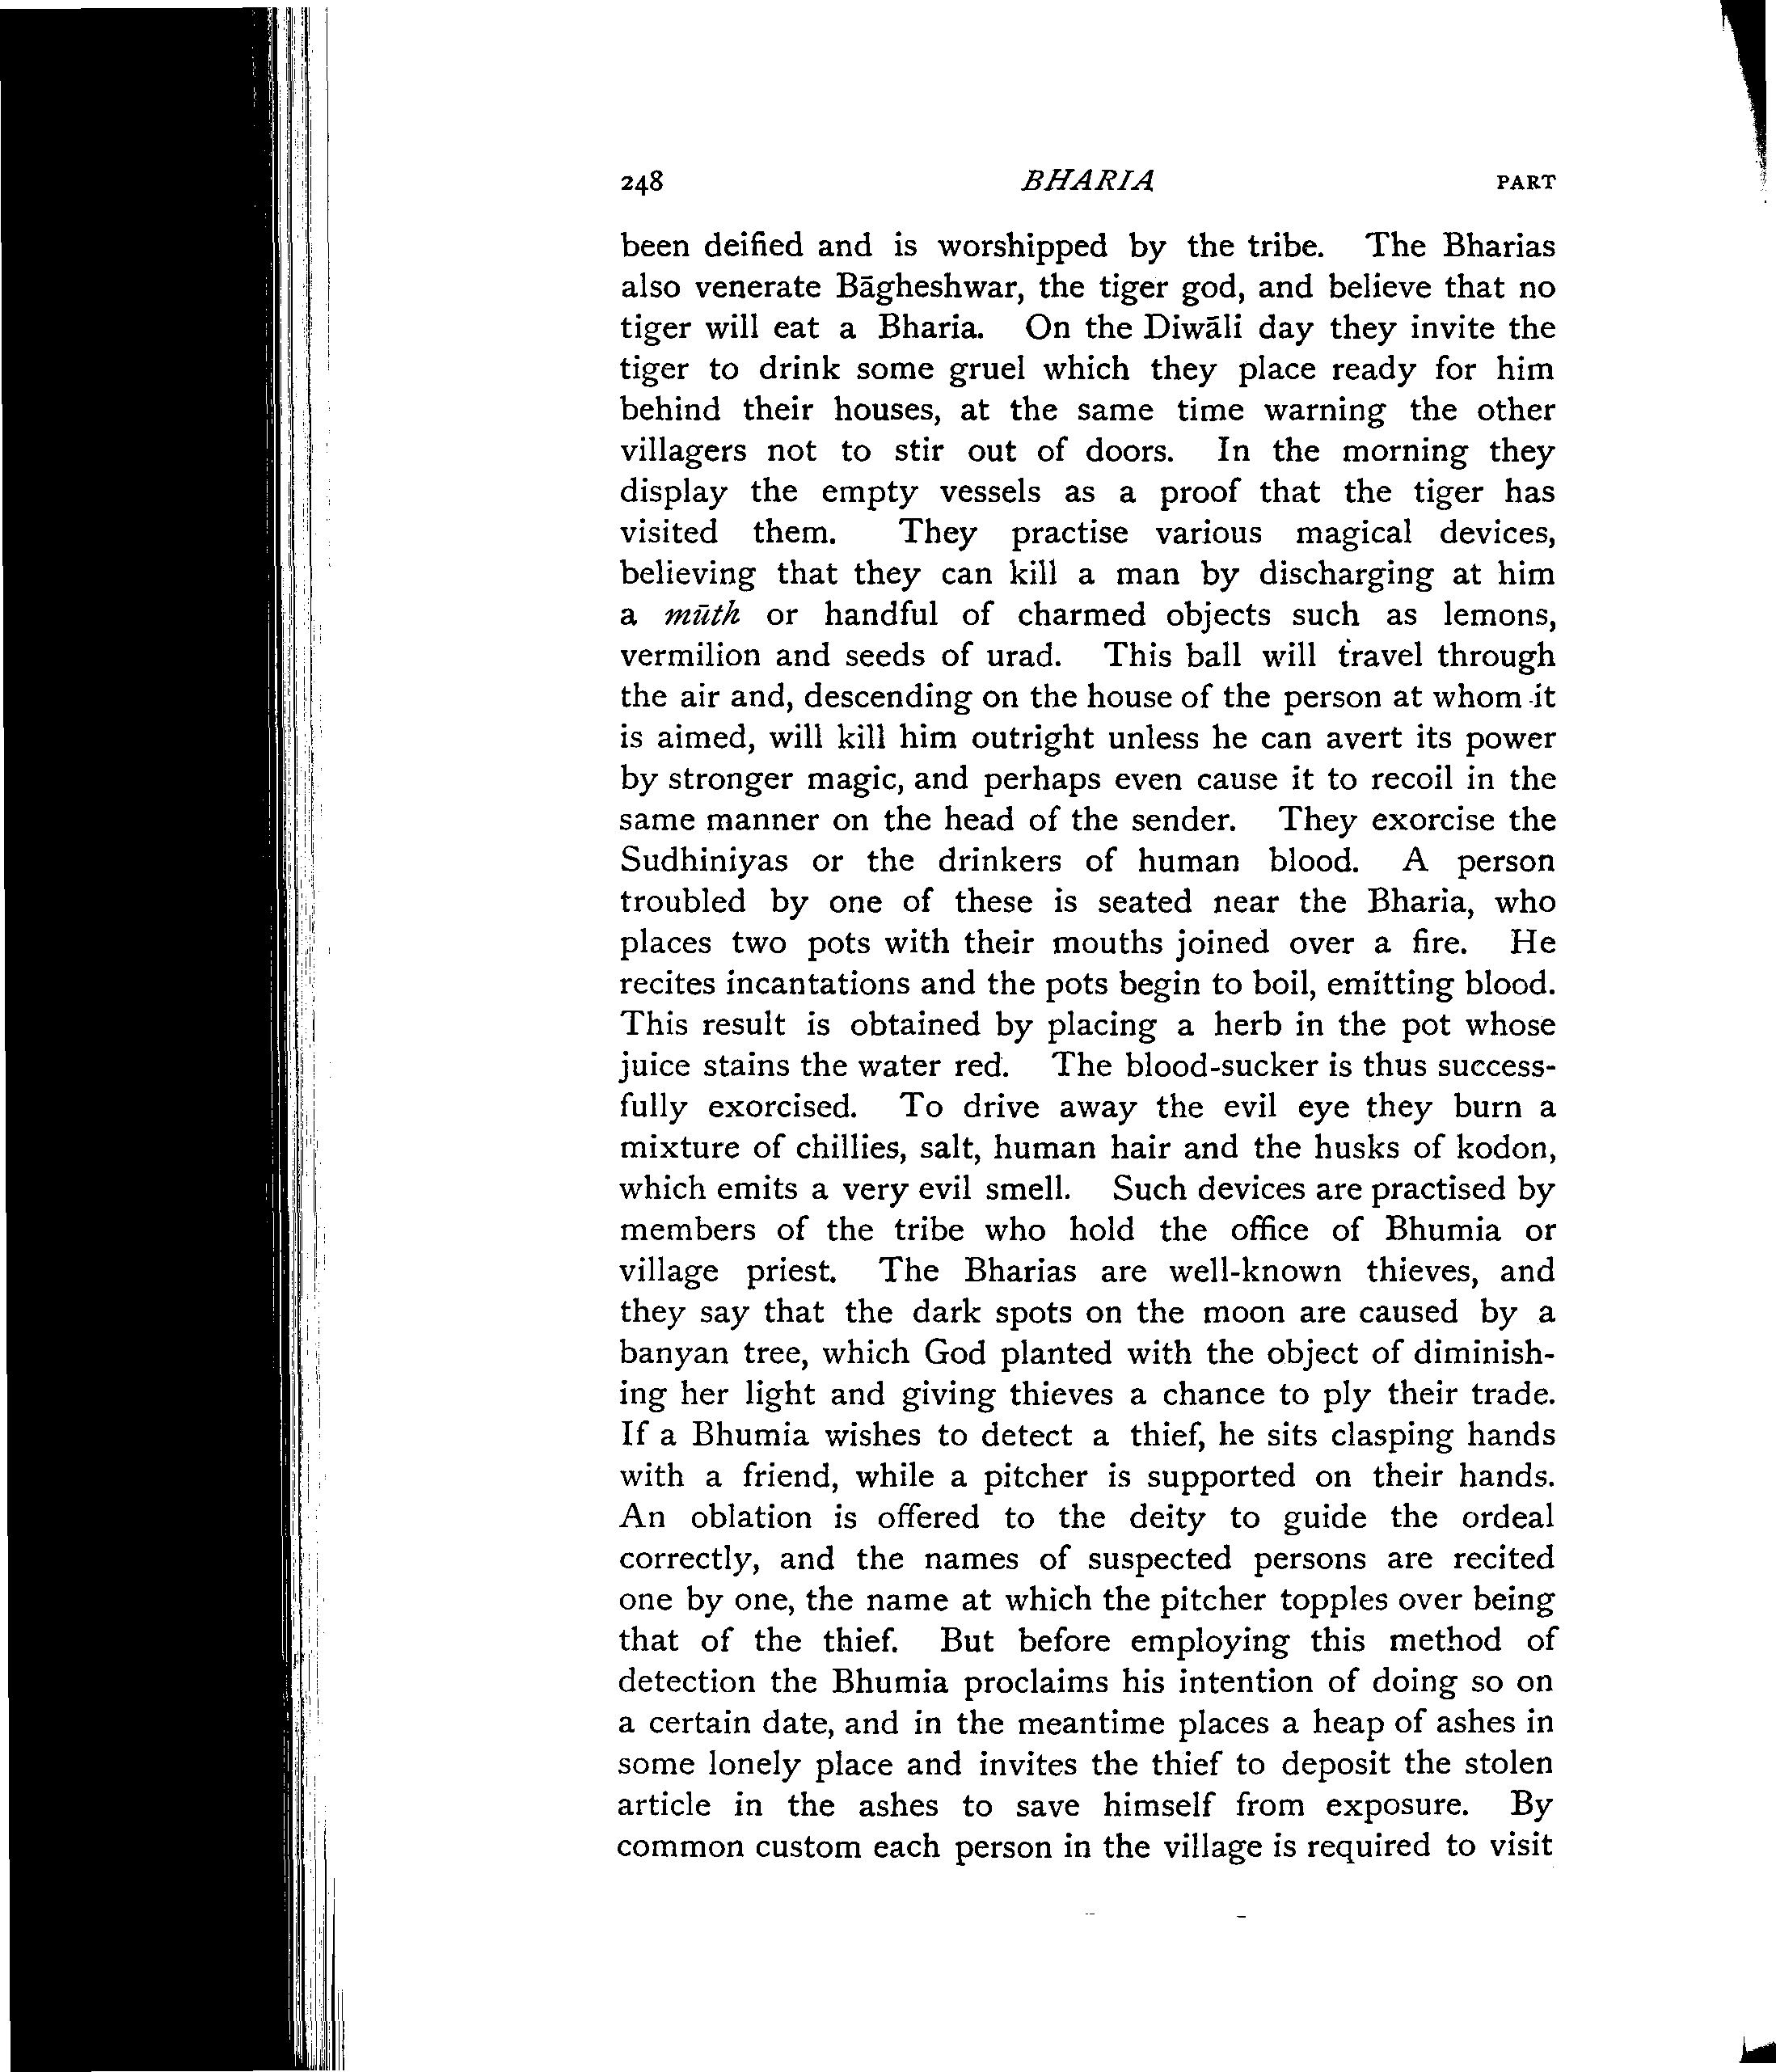 248 BHARIA PART
been deified and is worshipped by the tribe. The Bharias
also venerate Bāgheshwar, the tiger god, and believe that no
tiger will eat a Bharia. On the Diwāli day they invite the
tiger to drink some gruel which they place ready for him
behind their houses, at the same time warning the other
villagers not to stir out of doors. In the morning they
display the empty vessels as a proof that the tiger has
visited them. They practise various magical devices,
believing that they can kill a man by discharging at him
a mūth or handful of charmed objects such as lemons,
vermilion and seeds of urad. This ball will travel through
the air and, descending on the house of the person at whom it
is aimed, will kill him outright unless he can avert its power
by stronger magic, and perhaps even cause it to recoil in the
same manner on the head of the sender. They exorcise the
Sudhiniyas or the drinkers of human blood. A person
troubled by one of these is seated near the Bharia, who
places two pots with their mouths joined over a fire. He
recites incantations and the pots begin to boil, emitting blood.
This result is obtained by placing a herb in the pot whose
juice stains the water red. The blood-sucker is thus success-
fully exorcised. To drive away the evil eye they burn a
mixture of chillies, salt, human hair and the husks of kodon,
which emits a very evil smell. Such devices are practised by
members of the tribe who hold the office of Bhumia or
village priest. The Bharias are well-known thieves, and
they say that the dark spots on the moon are caused by a
banyan tree, which God planted with the object of diminish-
ing her light and giving thieves a chance to ply their trade.
If a Bhumia wishes to detect a thief, he sits clasping hands
with a friend, while a pitcher is supported on their hands.
An oblation is offered to the deity to guide the ordeal
correctly, and the names of suspected persons are recited
one by one, the name at which the pitcher topples over being
that of the thief. But before employing this method of
detection the Bhumia proclaims his intention of doing so on
a certain date, and in the meantime places a heap of ashes in
some lonely place and invites the thief to deposit the stolen
article in the ashes to save himself from exposure. By
common custom each person in the village is required to visit